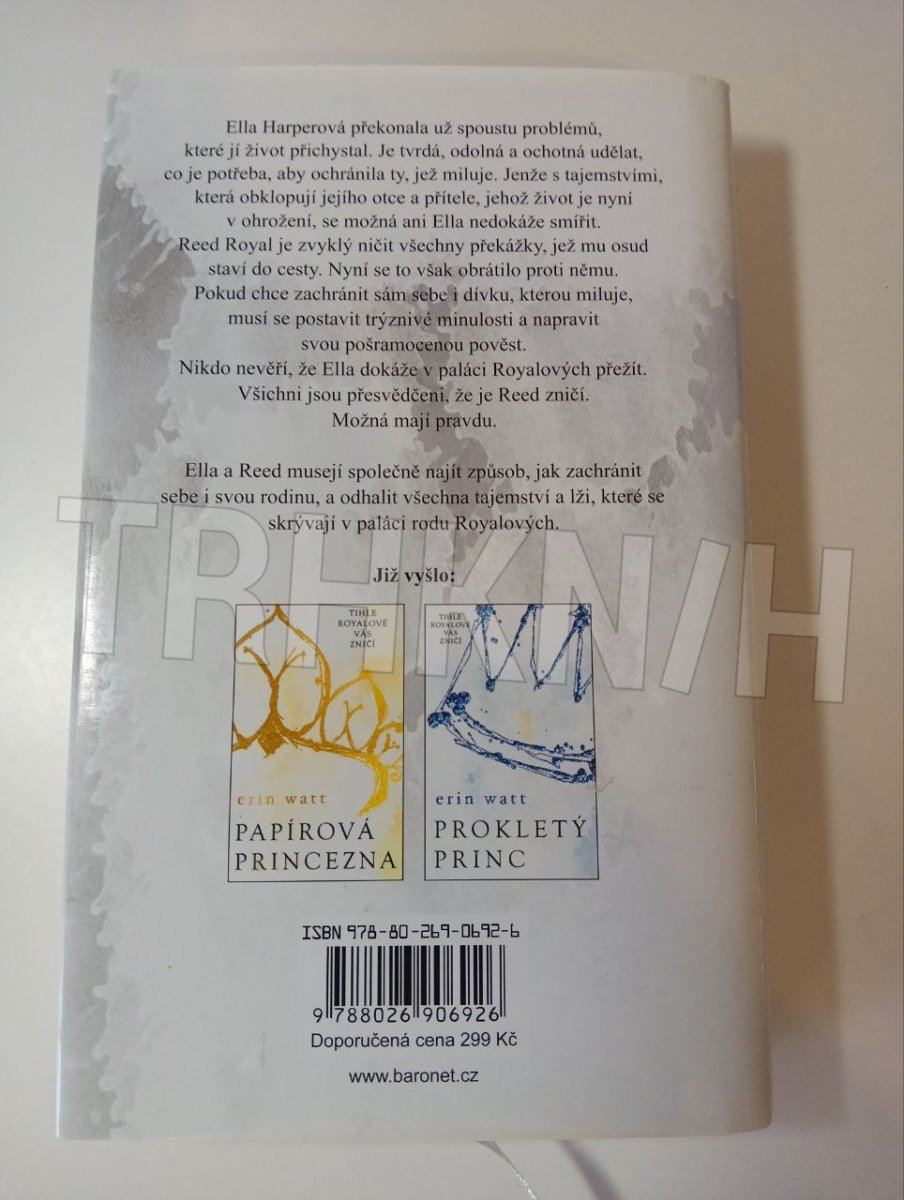 Ella Harperová překonala už spoustu problémů,
které jí život přichystal. Je tvrdá, odolná a ochotná udělat,
co je potřeba, aby ochránila ty, jež miluje. Jenže s tajemstvími,
která obklopují jejího otce a přítele, jehož život je nyní
v ohrožení, se možná ani Ella nedokáže smířit.
Reed Royal je zvyklý ničit všechny překážky, jež mu osud
staví do cesty. Nyní se to však obrátilo proti němu.
Pokud chce zachránit sám sebe i dívku, kterou miluje,
musí se postavit trýznivé minulosti a napravit
svou pošramocenou pověst.
Nikdo nevěří, že Ella dokáže v paláci Royalových přežít.
Všichni jsou přesvědčeni, že je Reed zničí.
Možná mají pravdu.
Ella a Reed musejí společně najít způsob, jak zachránit
sebe i svou rodinu, a odhalit všechna tajemství a lži, které se
skrývají v paláci rodu Royalových.
TRHKNIH
Již vyšlo:
TIHLE
ROYALOVÉ
VÁS
ZNIČÍ
erin watt
PAPÍROVÁ
PRINCEZNA
TIHLE
ROYALOVÉ
VÁS
ZNIČÍ
erin watt
PROKLETÝ
PRINC
ISBN 978-80-269-0692-6
9 788026 906926
Doporučená cena 299 Kč
www.baronet.cz